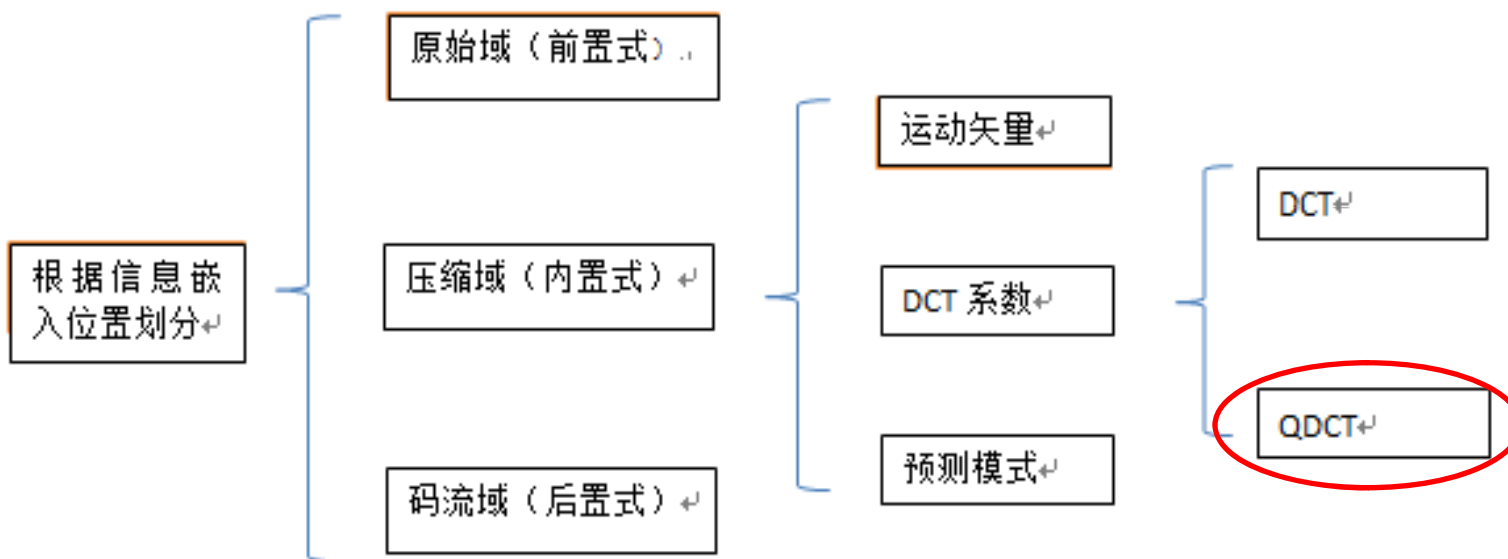 根据信息嵌
入位置划分
原始域（前置式）
压缩域（内置式）
码流域（后置式）
运动矢量
DCT 系数
预测模式
DCT
QDCT